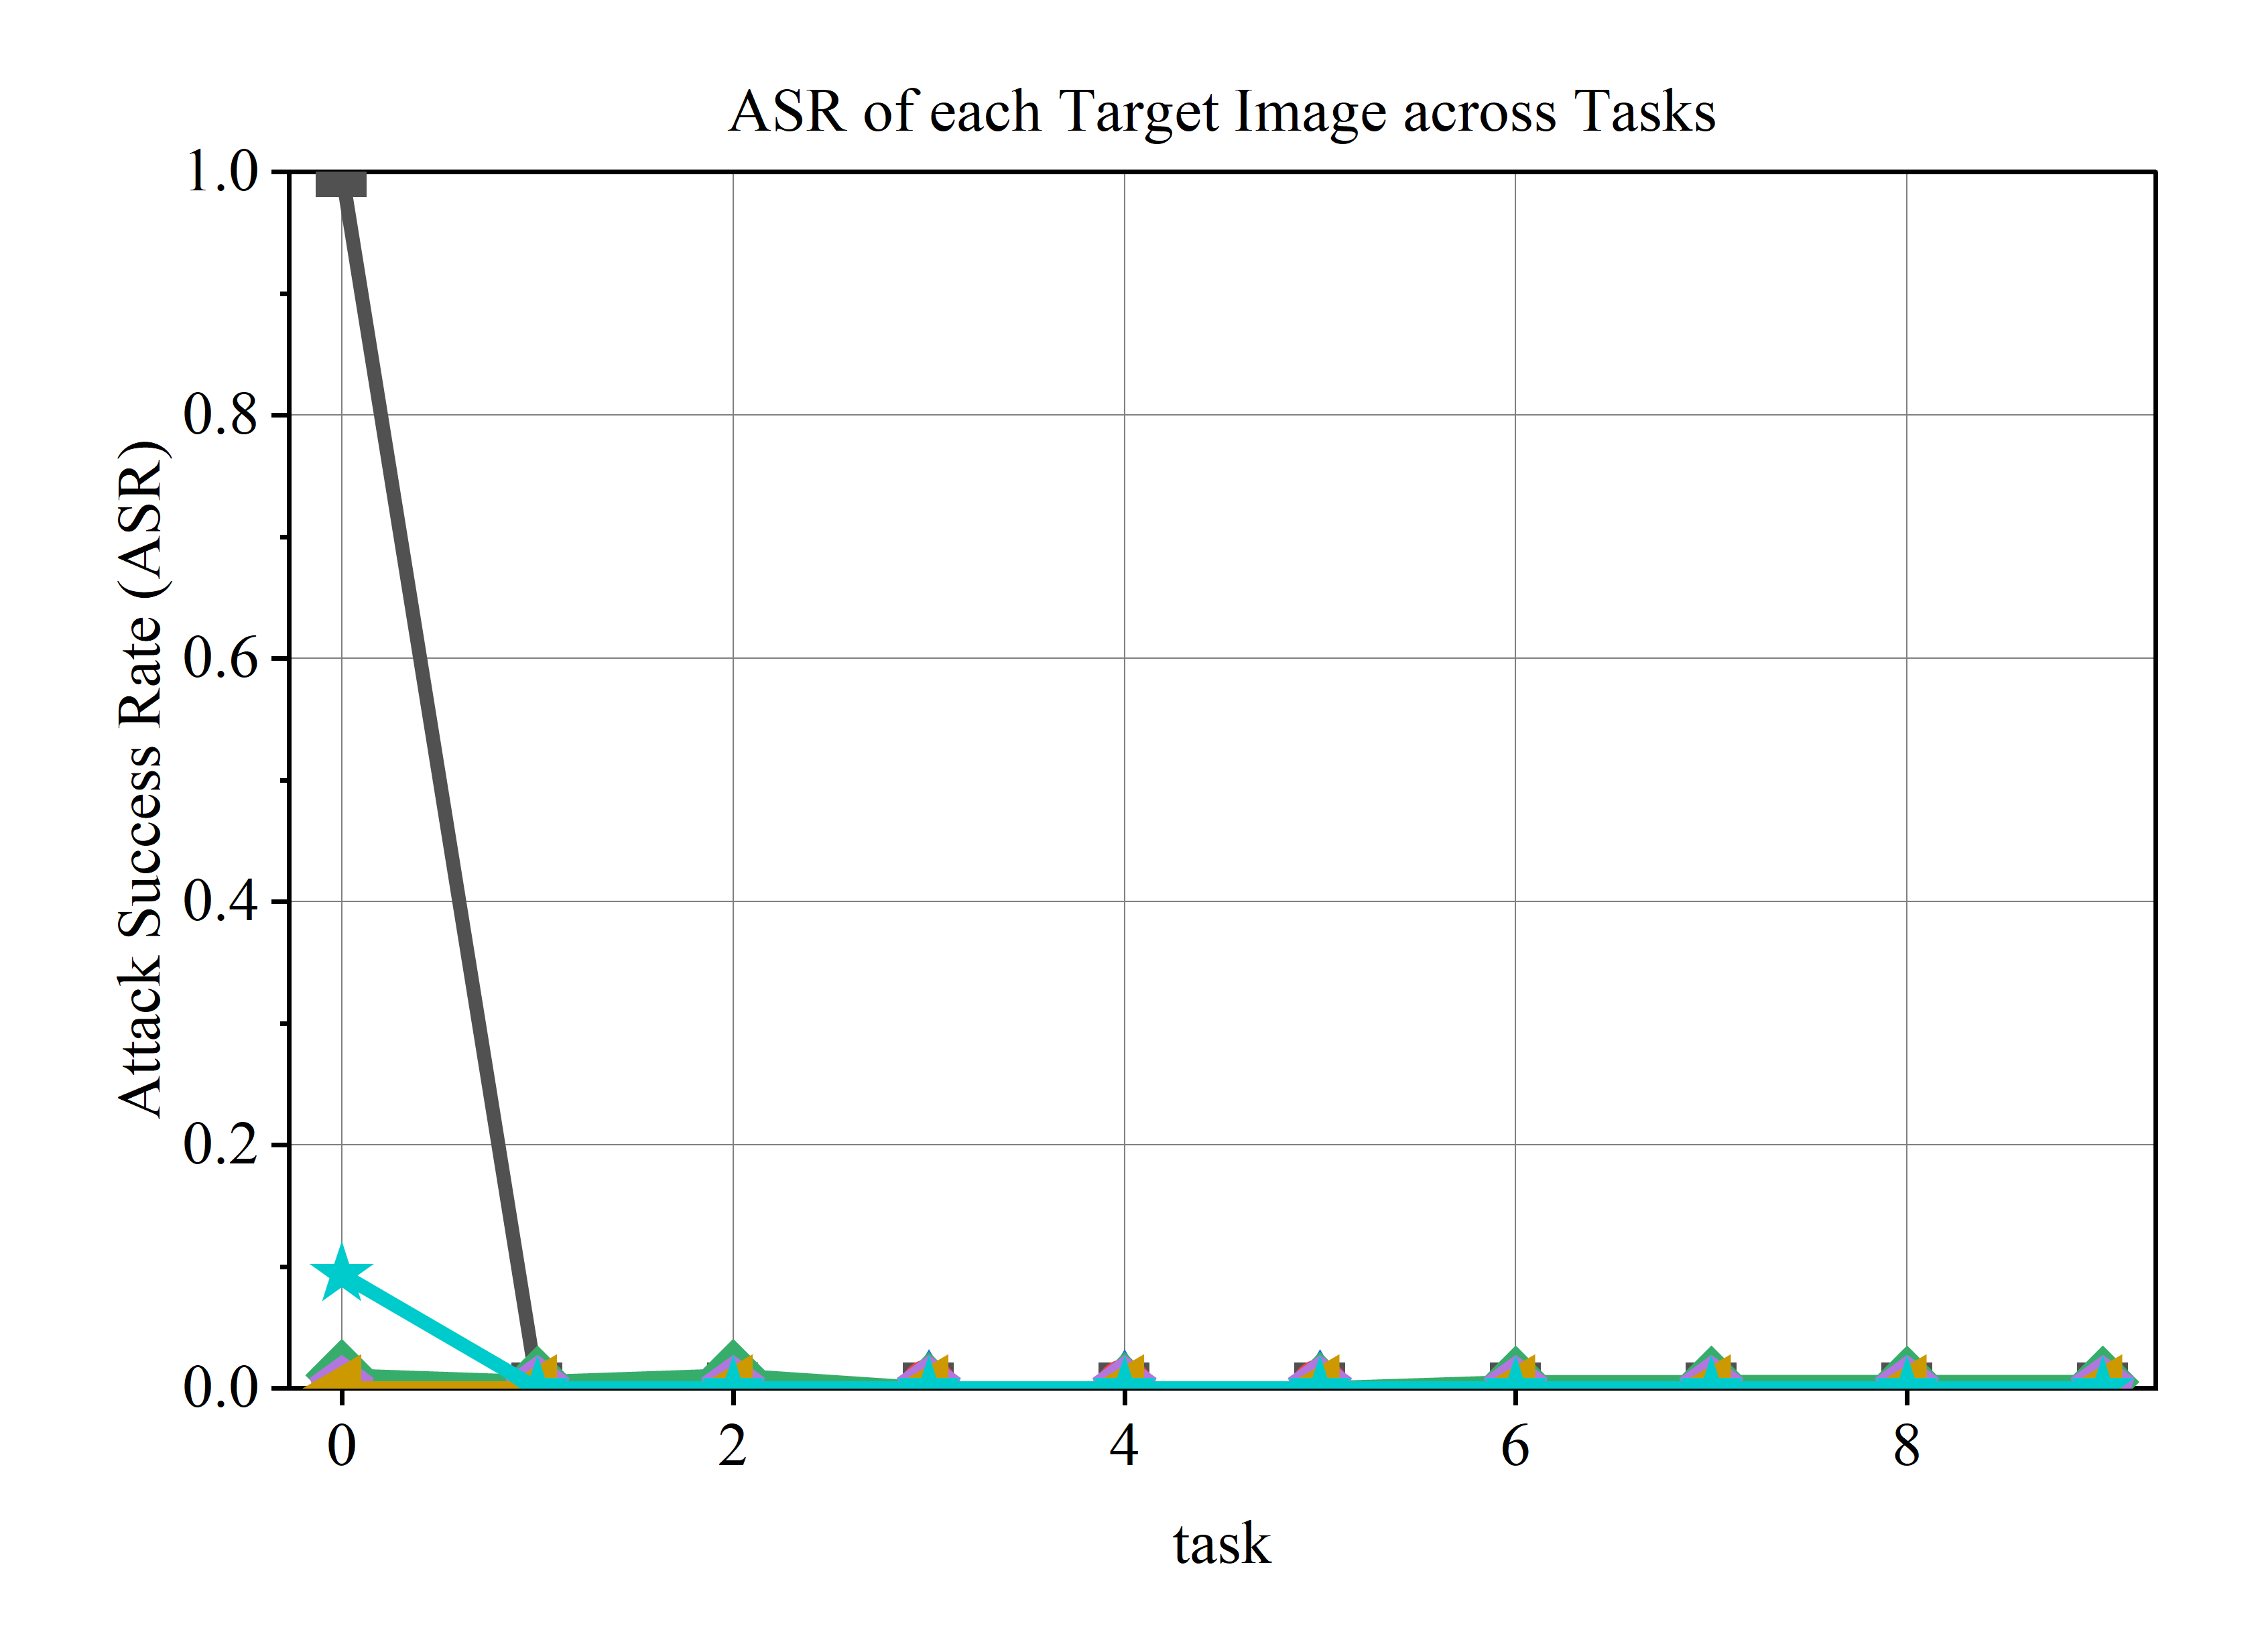 ASR of each Target Image across Tasks
1.0
0.8
0.6
0.4
0.2
0.0
Attack Success Rate (ASR)
0 2 4 6 8
task